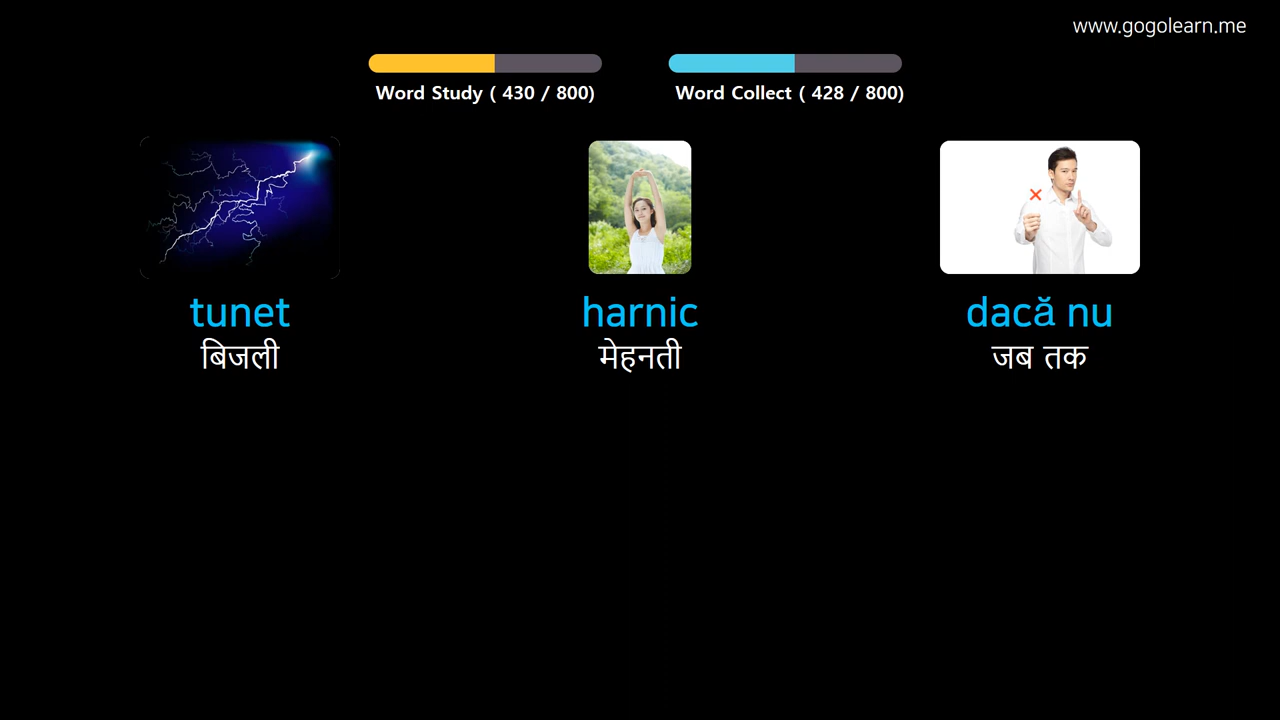 www.gogolearn.me
Word Study ( 430 / 800)
Word Collect ( 428 / 800)
tunet
harnic
dacă nu
बिजली
मेहनती
जब तक